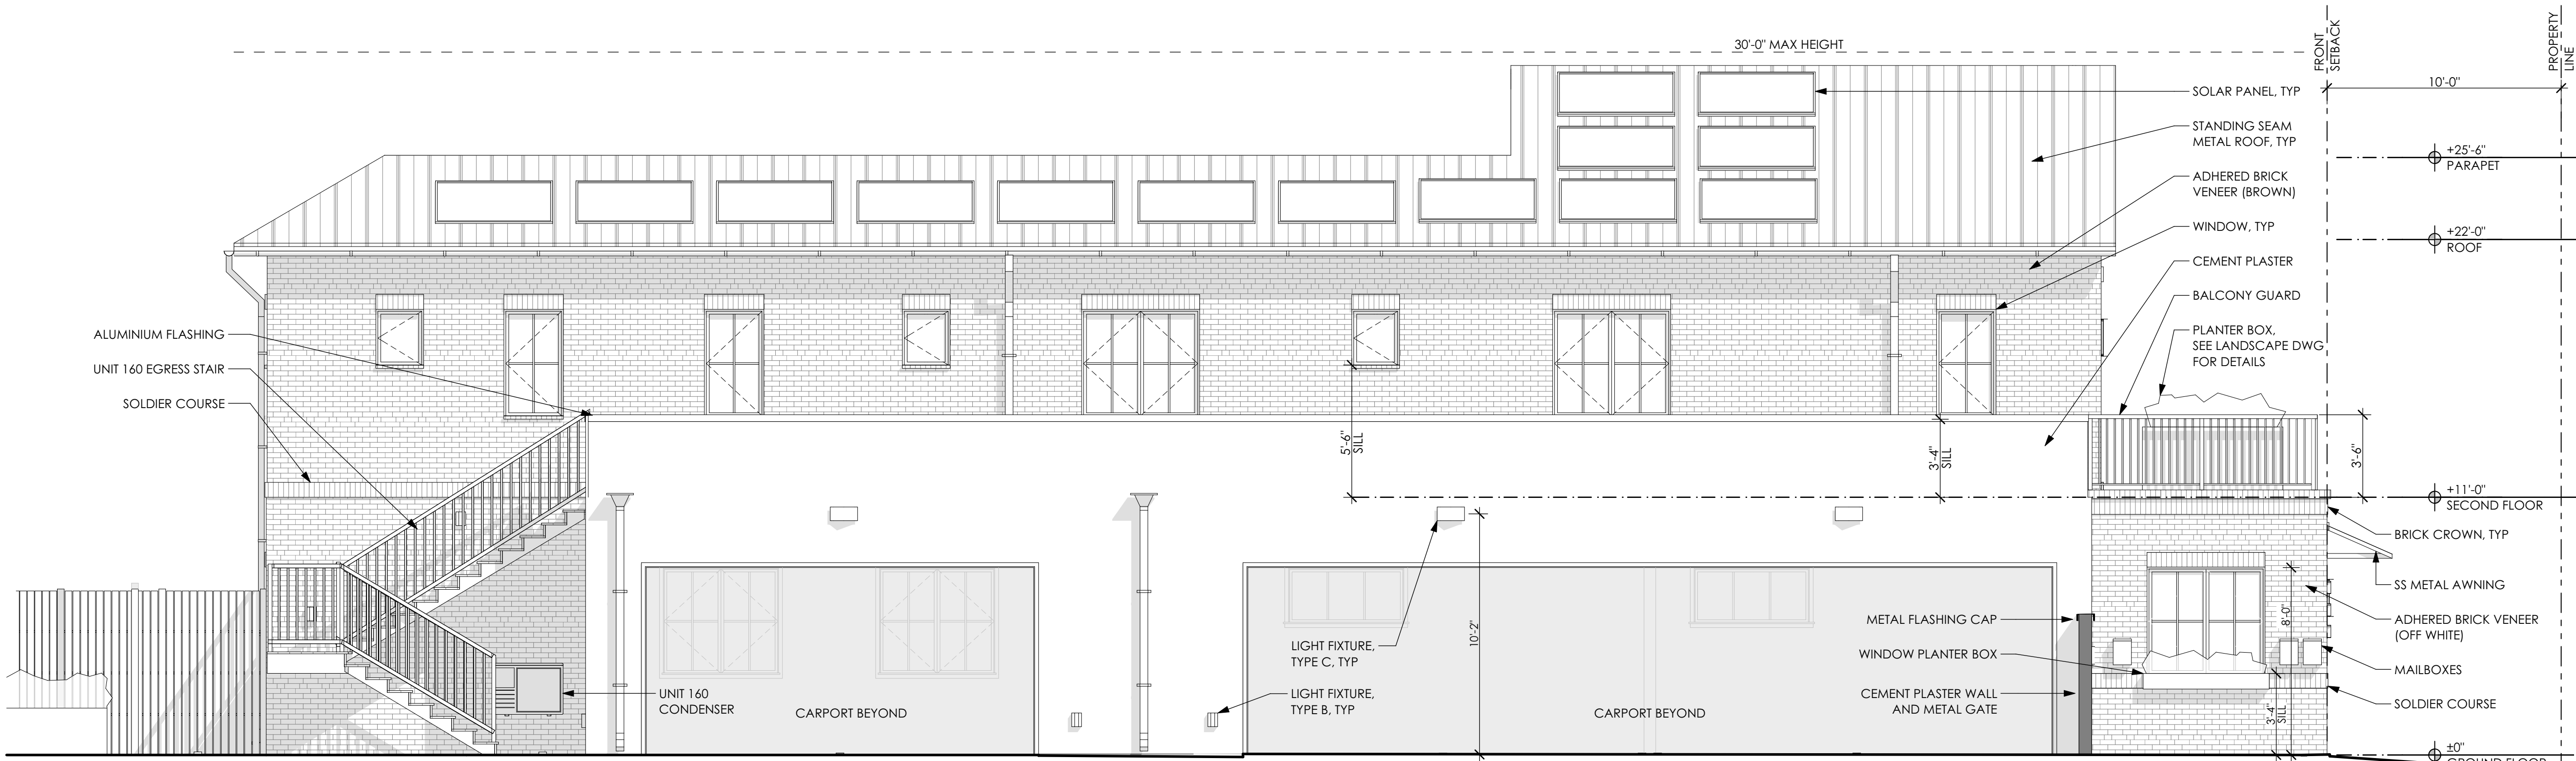 30'-0" MAX HEIGHT
FRONT
SETBACK
PROPERTY
LINE
10'-0"
SOLAR PANEL, TYP
STANDING SEAM
METAL ROOF, TYP
+25'-6"
PARAPET
ADHERED BRICK
VENEER (BROWN)
WINDOW, TYP
+22'-0"
ROOF
CEMENT PLASTER
BALCONY GUARD
PLANTER BOX,
SEE LANDSCAPE DWG
FOR DETAILS
ALUMINIUM FLASHING
UNIT 160 EGRESS STAIR
SOLDIER COURSE
5'-6"
SILL
3'-4"
SILL
3'-6"
+11'-0"
SECOND FLOOR
BRICK CROWN, TYP
SS METAL AWNING
ADHERED BRICK VENEER
(OFF WHITE)
MAILBOXES
SOLDIER COURSE
METAL FLASHING CAP
WINDOW PLANTER BOX
CEMENT PLASTER WALL
AND METAL GATE
8'-0"
3'-4"
SILL
10'-2"
LIGHT FIXTURE,
TYPE C, TYP
LIGHT FIXTURE,
TYPE B, TYP
UNIT 160
CONDENSER
CARPORT BEYOND
CARPORT BEYOND
±0"
GROUND FLOOR